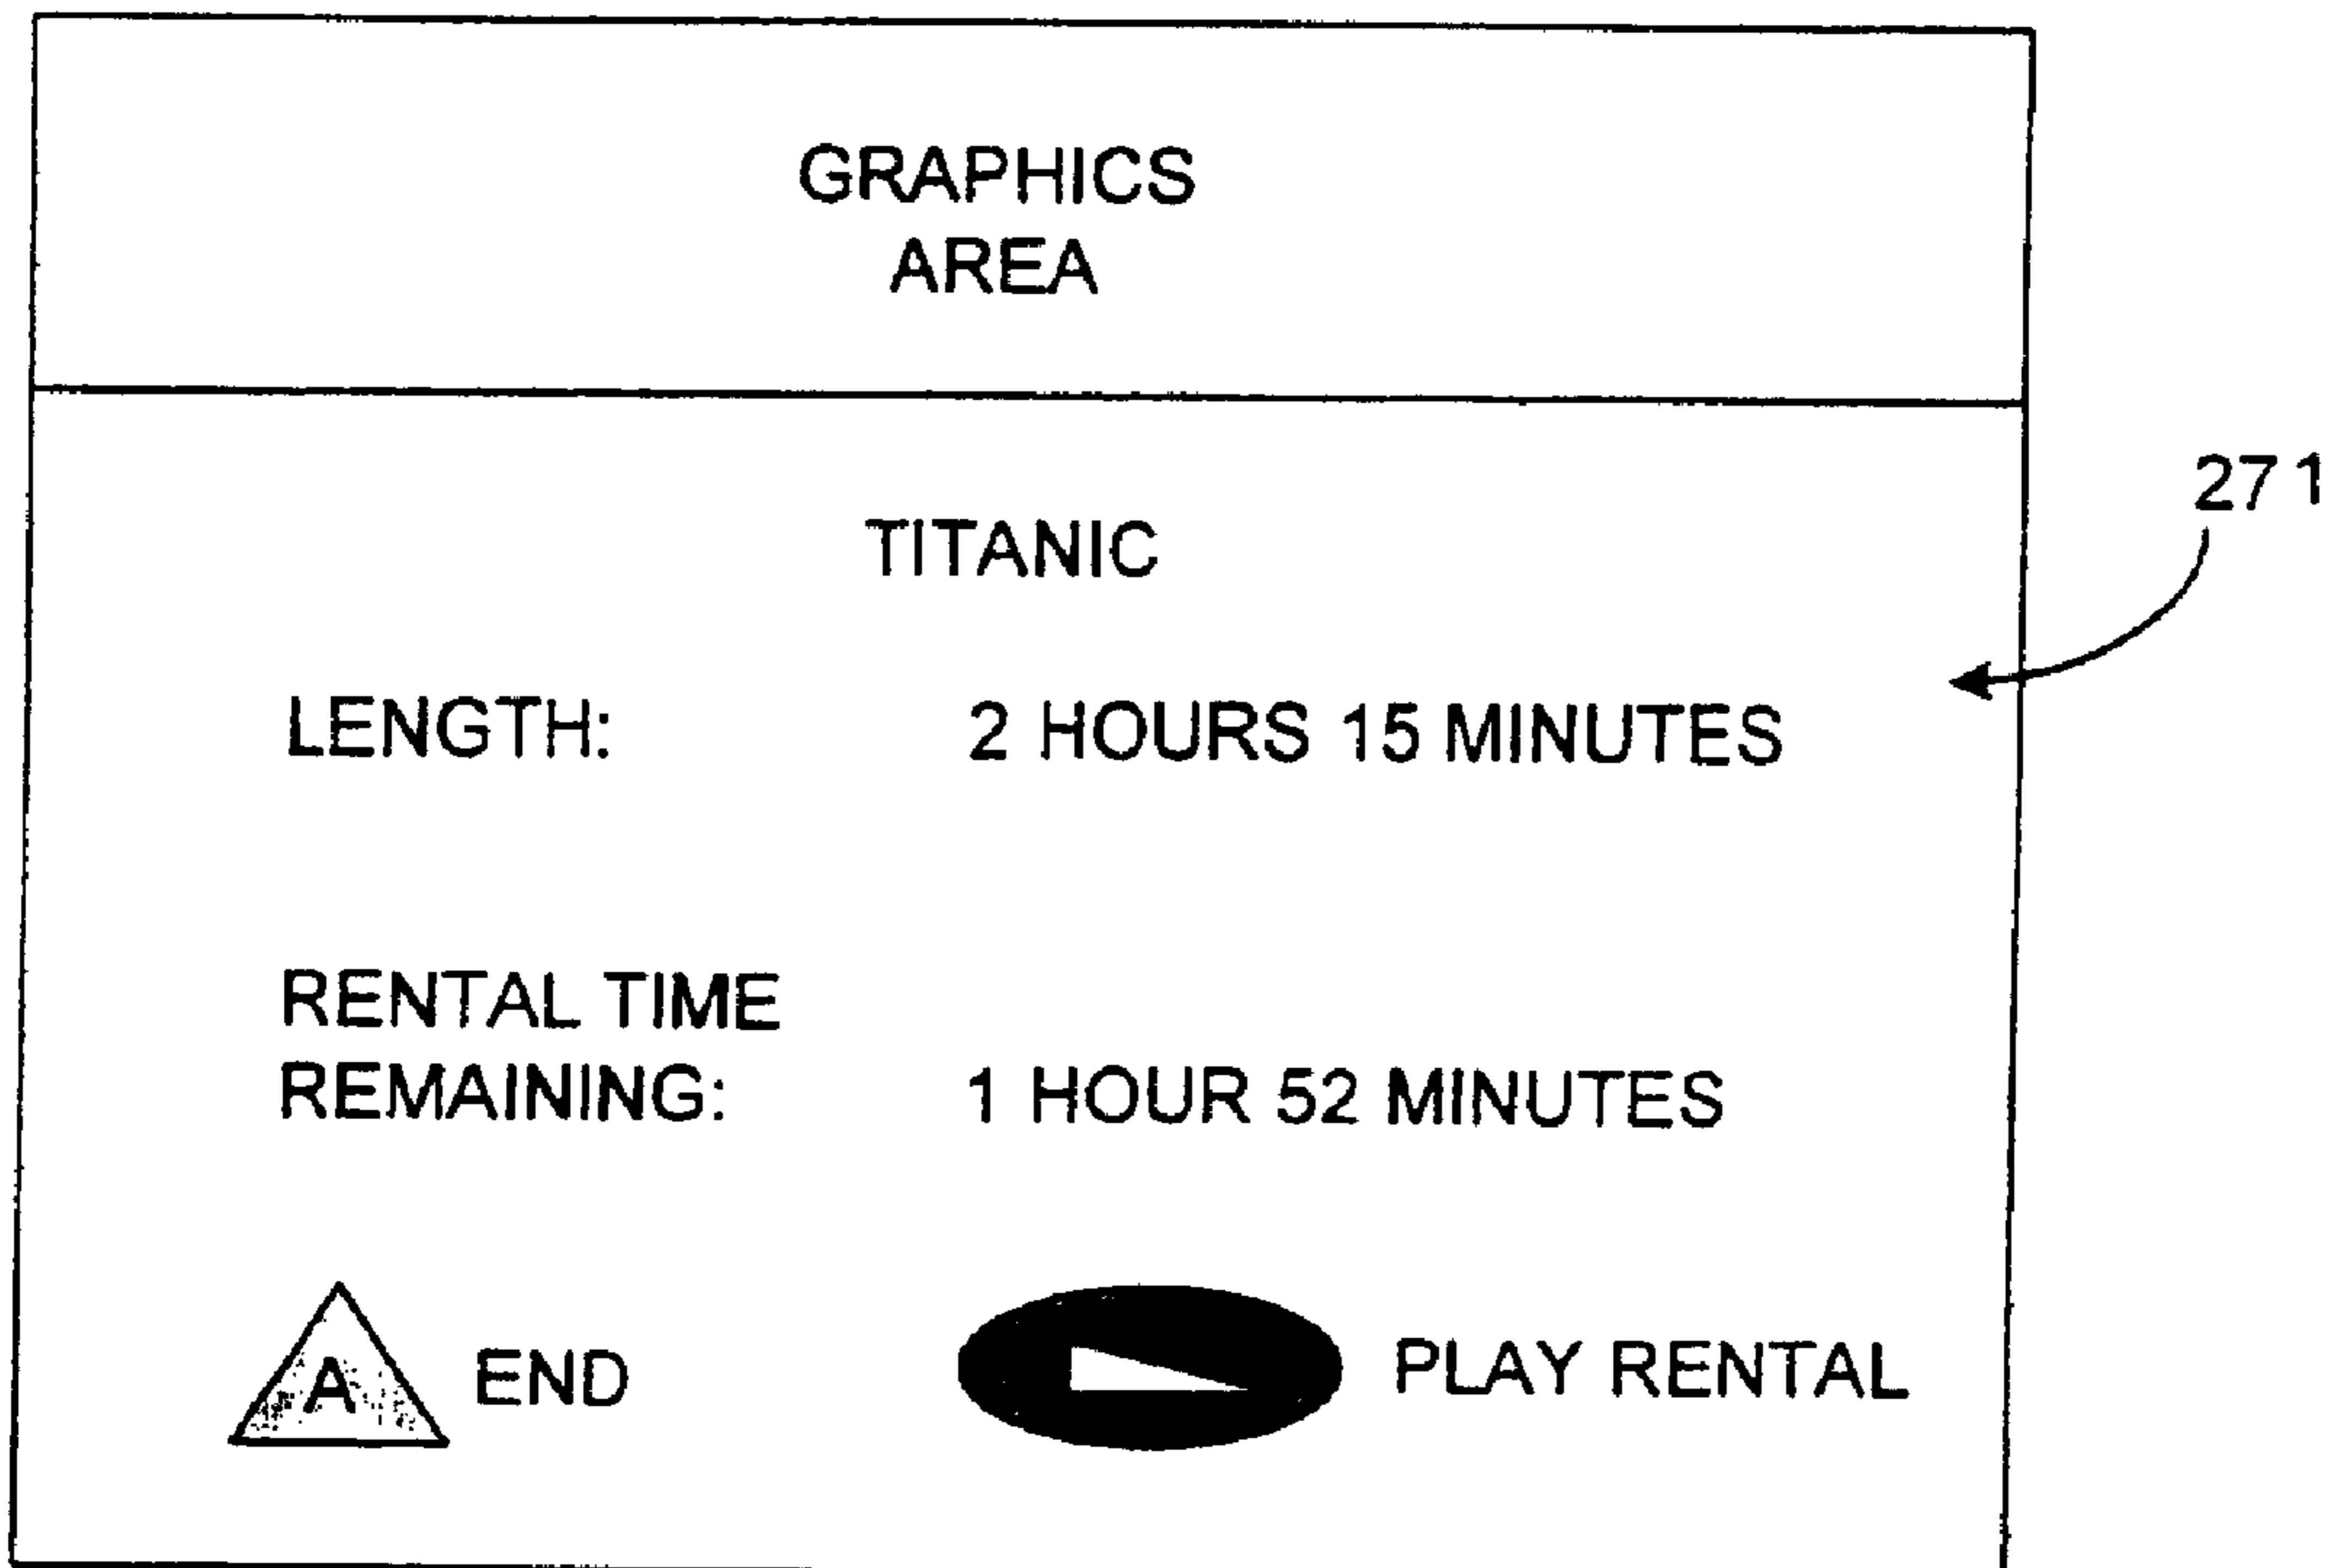 GRAPHICS
AREA
271
TITANIC
LENGTH: 2 HOURS 15 MINUTES
RENTAL TIME
REMAINING: 1 HOUR 52 MINUTES
A END PLAY RENTAL